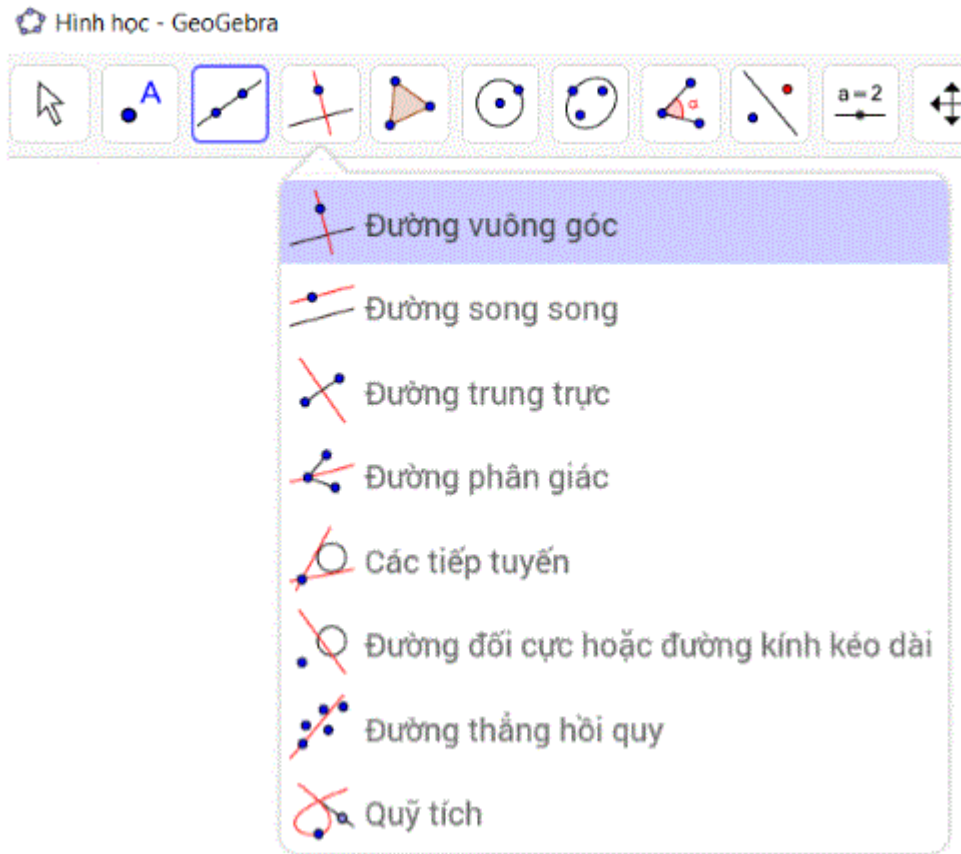 Hình học - GeoGebra
A
α
a = 2
Đường vuông góc
Đường song song
Đường trung trực
Đường phân giác
Các tiếp tuyến
Đường đối cực hoặc đường kính kéo dài
Đường thẳng hồi quy
Quỹ tích